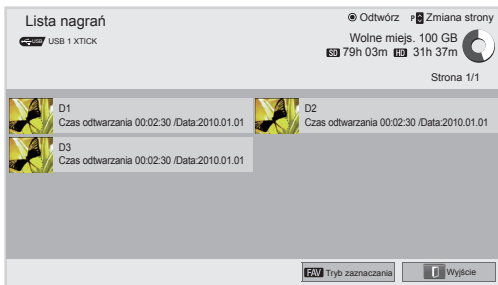 Lista nagrań
◉ Odtwórz P Zmiana strony
USB USB 1 XTICK
Wolne miejs. 100 GB
SD 79h 03m HD 31h 37m
Strona 1/1
D1
Czas odtwarzania 00:02:30 /Data:2010.01.01
D2
Czas odtwarzania 00:02:30 /Data:2010.01.01
D3
Czas odtwarzania 00:02:30 /Data:2010.01.01
FAV Tryb zaznaczania
Wyjście